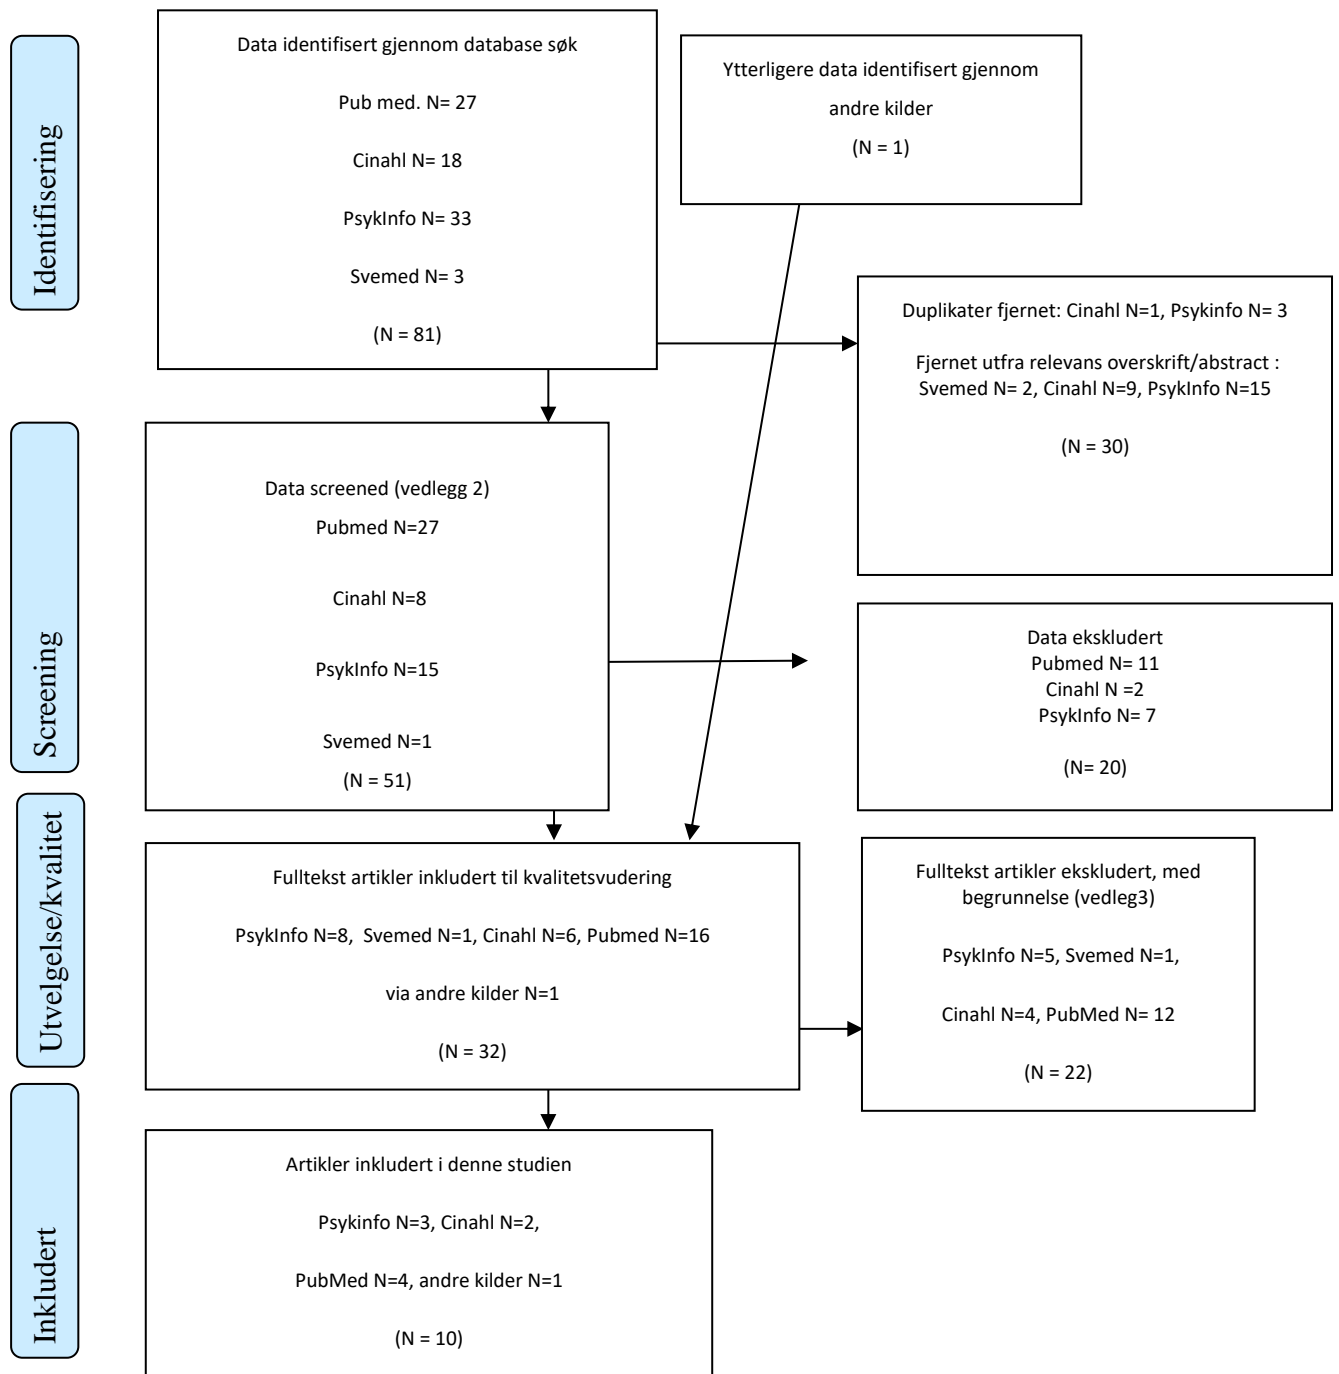 Identifisering
Data identifisert gjennom database søk
Pub med. N= 27
Cinahl N= 18
PsykInfo N= 33
Svemed N= 3
(N = 81)
Ytterligere data identifisert gjennom
andre kilder
(N = 1)
Duplikater fjernet: Cinahl N=1, Psykinfo N= 3
Fjernet utfra relevans overskrift/abstract :
Svemed N= 2, Cinahl N=9, PsykInfo N=15
(N = 30)
Screening
Data screened (vedlegg 2)
Pubmed N=27
Cinahl N=8
PsykInfo N=15
Svemed N=1
(N = 51)
Data ekskludert
Pubmed N= 11
Cinahl N =2
PsykInfo N= 7
(N= 20)
Utvelgelse/kvalitet
Fulltekst artikler inkludert til kvalitetsvudering
PsykInfo N=8, Svemed N=1, Cinahl N=6, Pubmed N=16
via andre kilder N=1
(N = 32)
Fulltekst artikler ekskludert, med
begrunnelse (vedleg3)
PsykInfo N=5, Svemed N=1,
Cinahl N=4, PubMed N= 12
(N = 22)
Inkludert
Artikler inkludert i denne studien
Psykinfo N=3, Cinahl N=2,
PubMed N=4, andre kilder N=1
(N = 10)